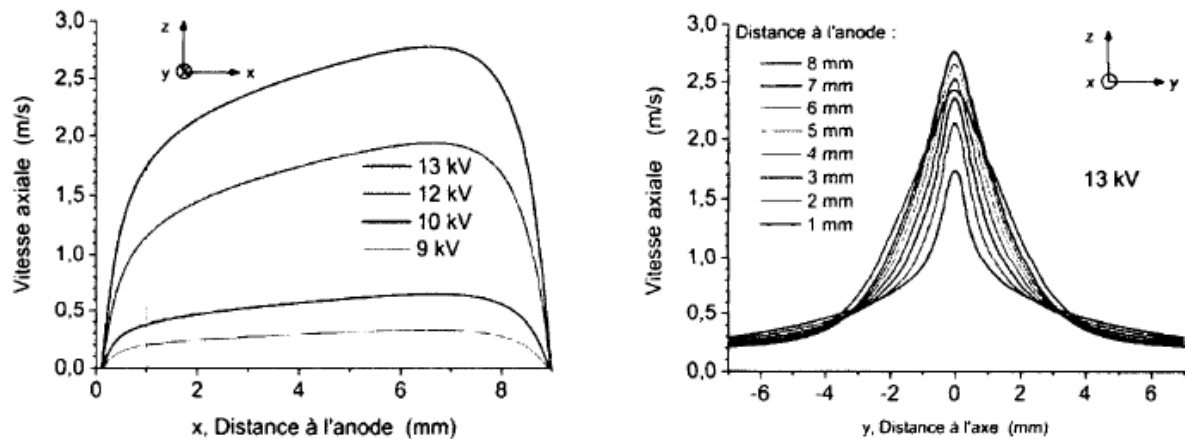 z
y
x
3,0
2,5
2,0
1,5
1,0
0,5
0,0
Vitesse axiale (m/s)
13 kV
12 kV
10 kV
9 kV
0
2
4
6
8
x, Distance à l'anode (mm)
Distance à l'anode :
8 mm
7 mm
6 mm
5 mm
4 mm
3 mm
2 mm
1 mm
z
x
y
13 kV
3,0
2,5
2,0
1,5
1,0
0,5
0,0
Vitesse axiale (m/s)
-6
-4
-2
0
2
4
6
y, Distance à l'axe (mm)